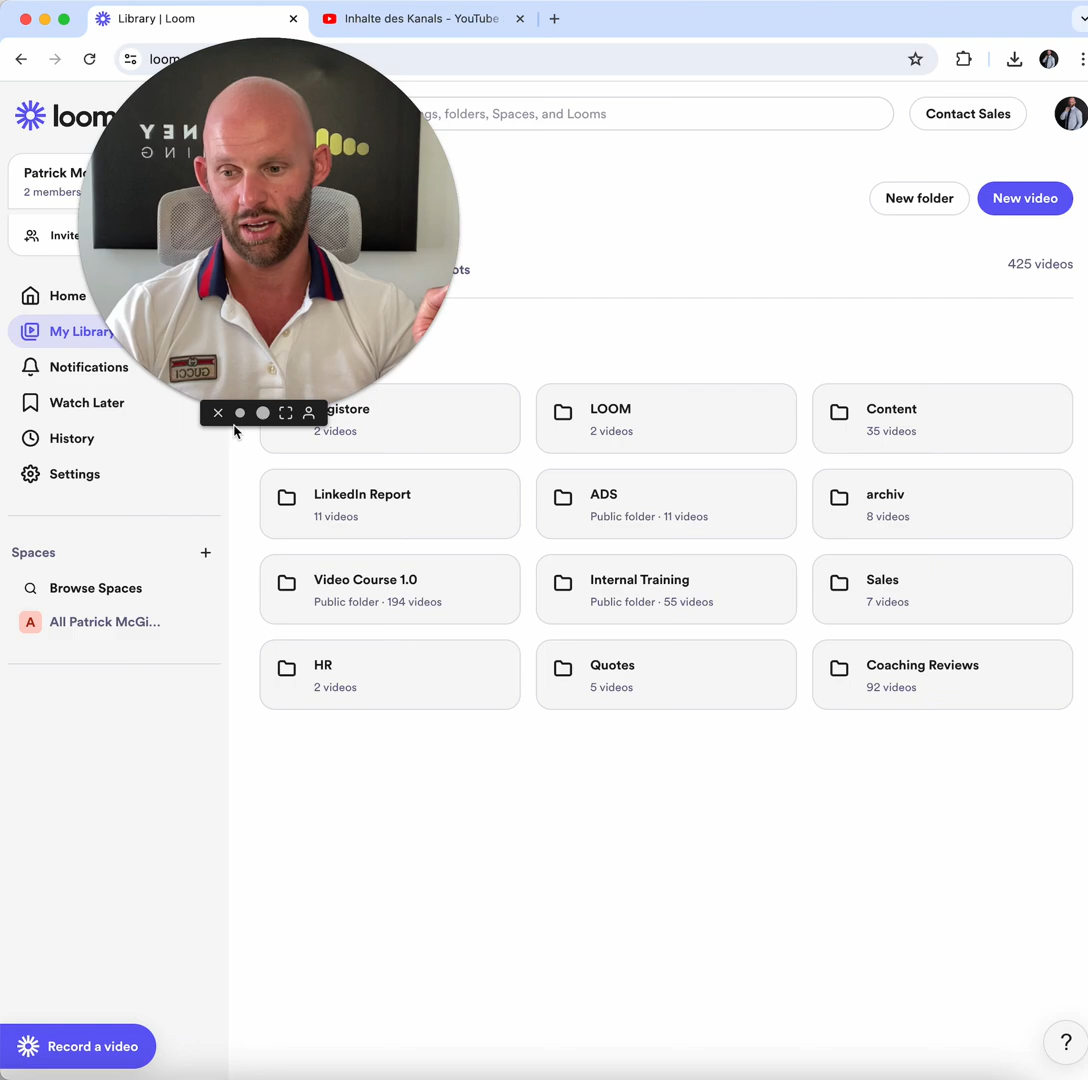 Library | Loom
Inhalte des Kanals - YouTube
loom
loom
gs, folders, Spaces, and Looms
Contact Sales
NEY
ING
GUCCI
Patrick Mc
2 members
Invite
New folder
New video
ots
425 videos
Home
My Library
Notifications
Watch Later
History
Settings
Spaces
Browse Spaces
A
All Patrick McGi...
gistore
2 videos
LOOM
2 videos
Content
35 videos
LinkedIn Report
11 videos
ADS
Public folder · 11 videos
archiv
8 videos
Video Course 1.0
Public folder · 194 videos
Internal Training
Public folder · 55 videos
Sales
7 videos
HR
2 videos
Quotes
5 videos
Coaching Reviews
92 videos
Record a video
?